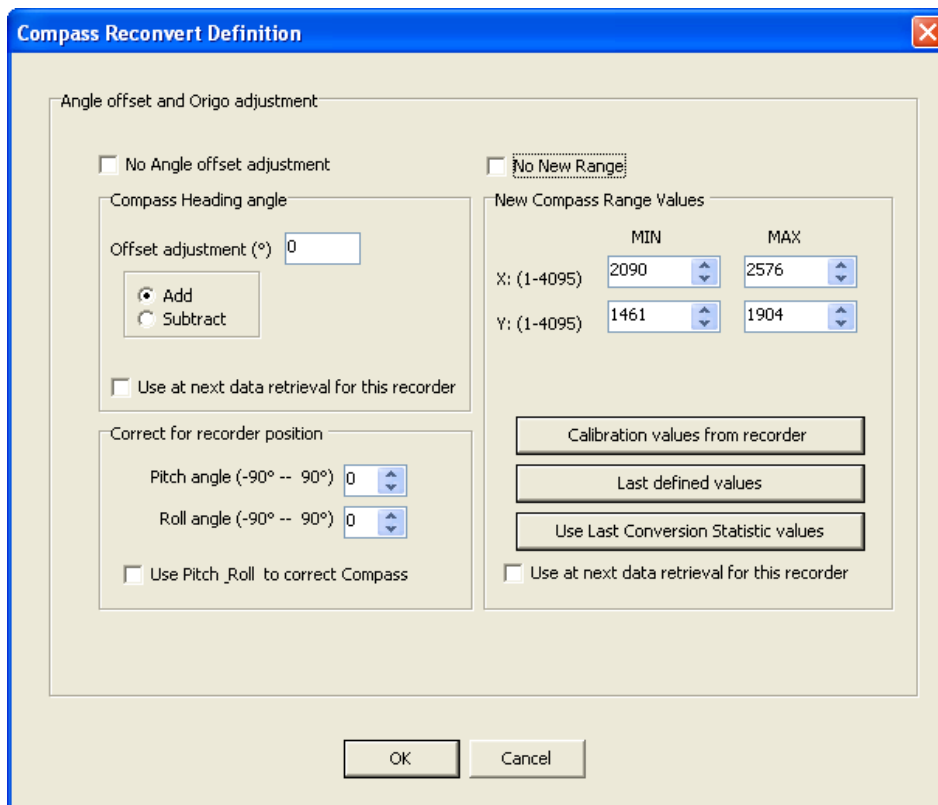 Compass Reconvert Definition
Angle offset and Origo adjustment
No Angle offset adjustment
Compass Heading angle
Offset adjustment (°) 0
Add
Subtract
Use at next data retrieval for this recorder
Correct for recorder position
Pitch angle (-90° -- 90°) 0
Roll angle (-90° -- 90°) 0
Use Pitch _Roll to correct Compass
No New Range
New Compass Range Values
MIN MAX
X: (1-4095) 2090 2576
Y: (1-4095) 1461 1904
Calibration values from recorder
Last defined values
Use Last Conversion Statistic values
Use at next data retrieval for this recorder
OK Cancel